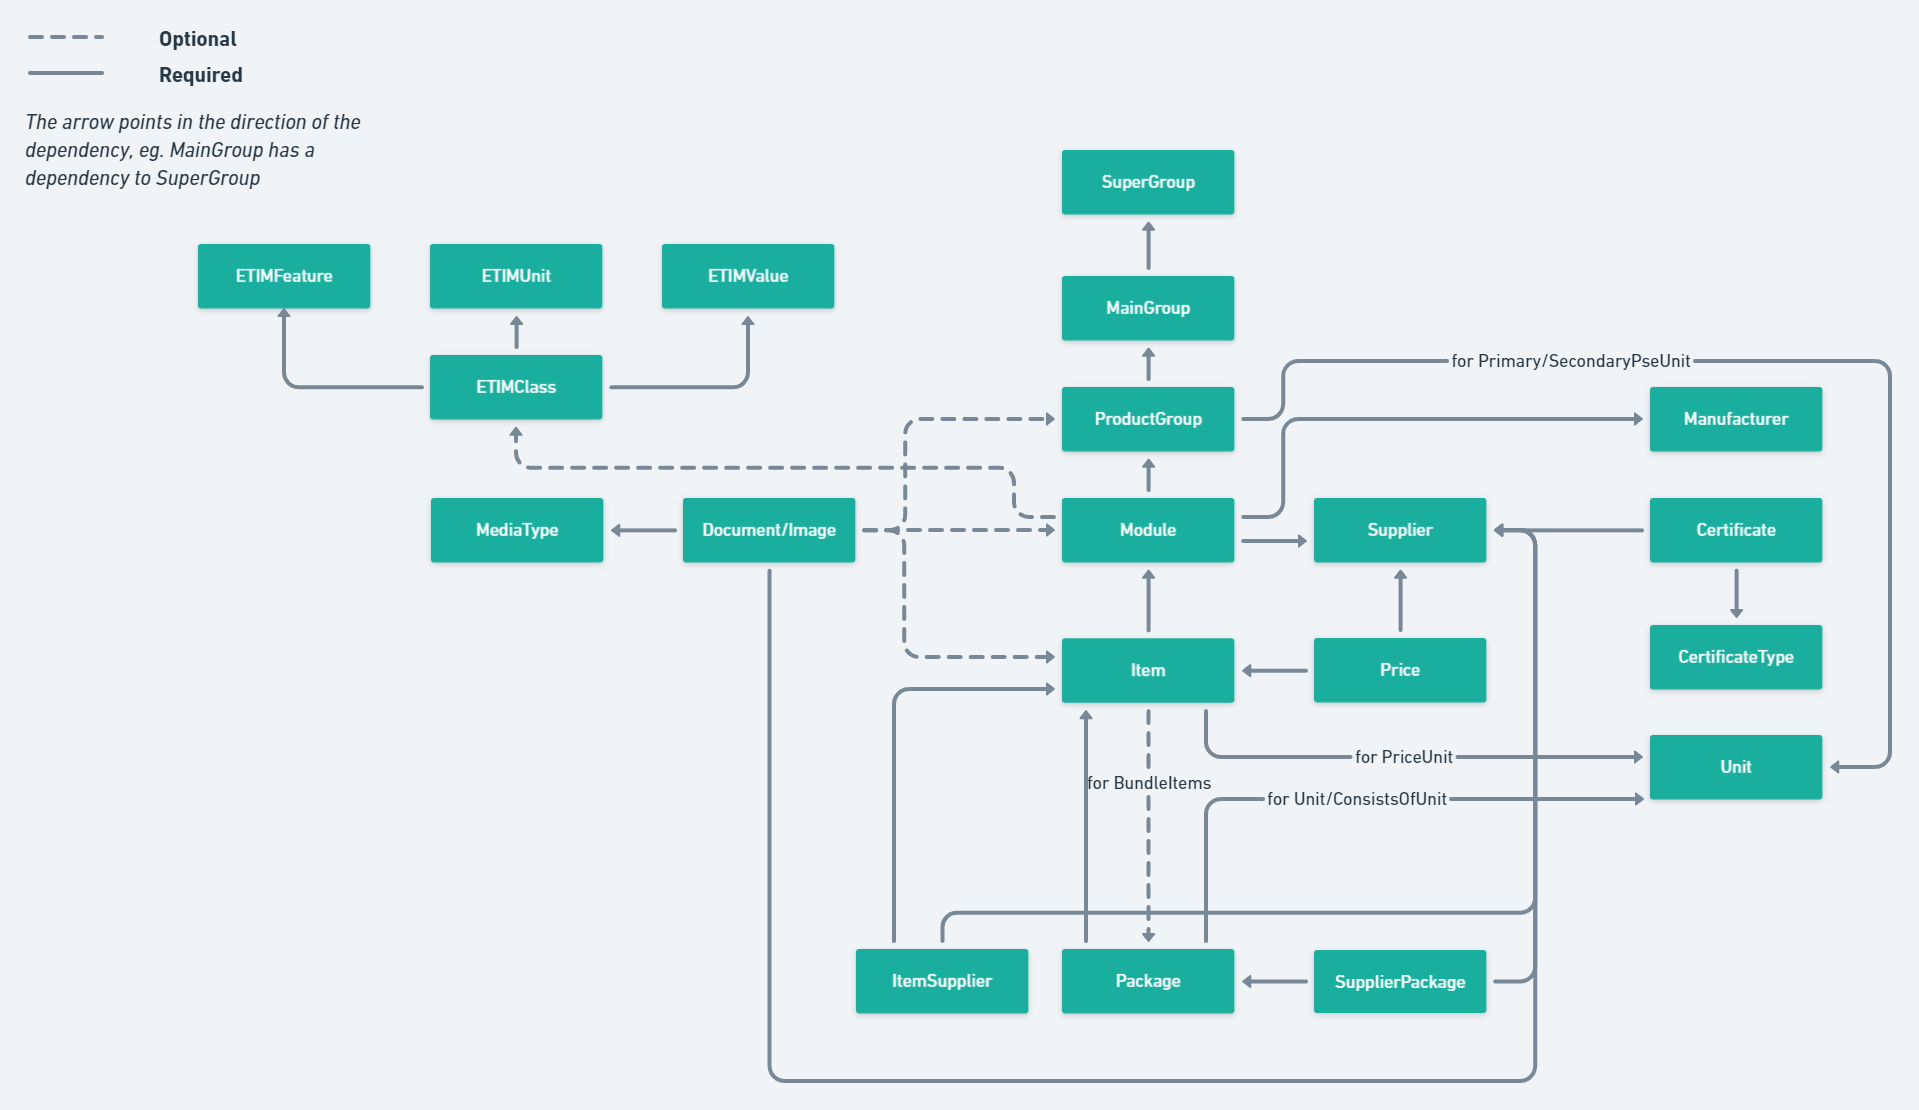 Optional
Required
The arrow points in the direction of the
dependency, eg. MainGroup has a
dependency to SuperGroup
SuperGroup
ETIMFeature
ETIMUnit
ETIMValue
MainGroup
for Primary/SecondaryPseUnit
ETIMClass
ProductGroup
Manufacturer
MediaType
Document/Image
Module
Supplier
Certificate
CertificateType
Item
Price
for PriceUnit
Unit
for BundleItems
for Unit/ConsistsOfUnit
ItemSupplier
Package
SupplierPackage